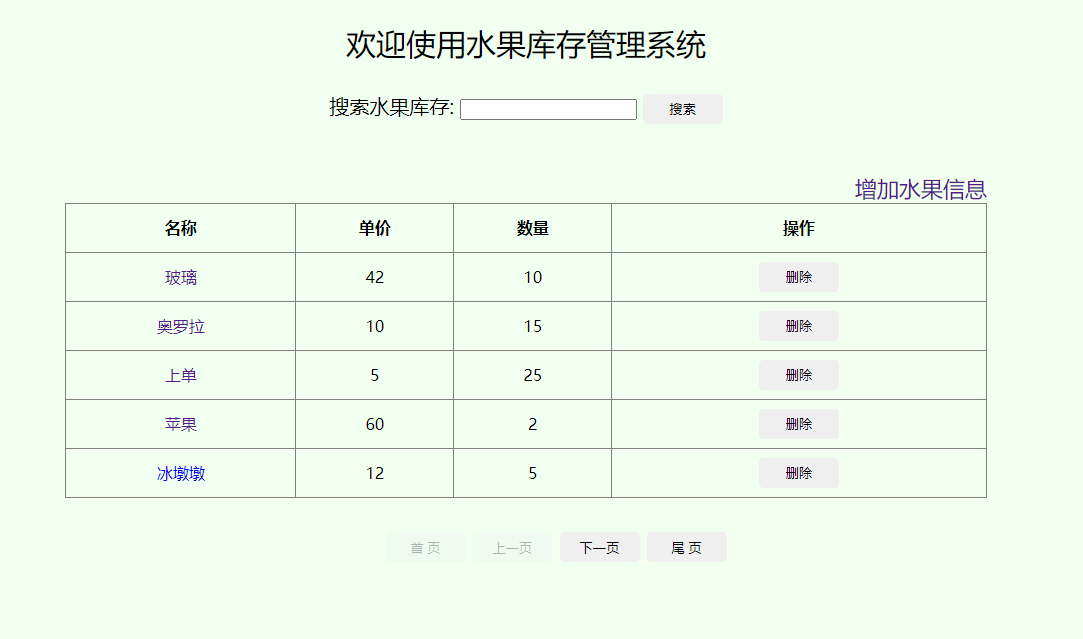 欢迎使用水果库存管理系统
搜索水果库存: 搜索
增加水果信息
名称 单价 数量 操作
玻璃 42 10 删除
奥罗拉 10 15 删除
上单 5 25 删除
苹果 60 2 删除
冰墩墩 12 5 删除
首 页 上一页 下一页 尾 页